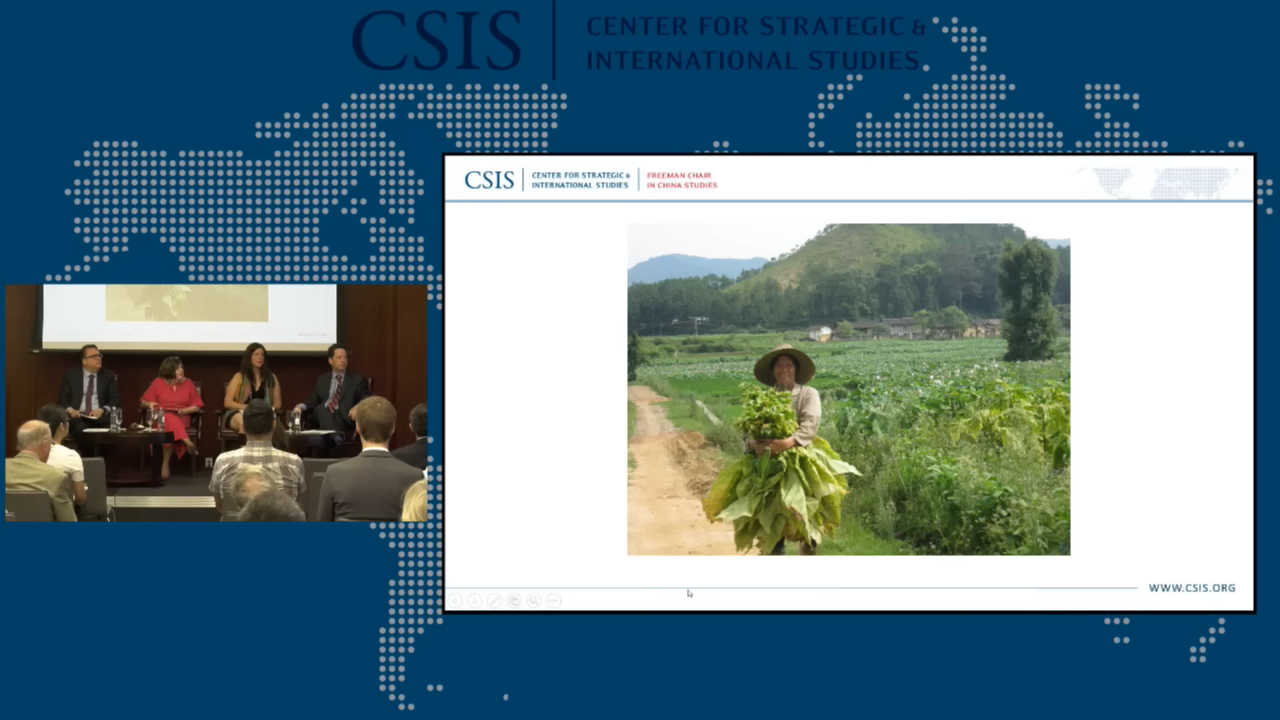 CSIS
CENTER FOR STRATEGIC &
INTERNATIONAL STUDIES
CSIS
CENTER FOR STRATEGIC &
INTERNATIONAL STUDIES
FREEMAN CHAIR
IN CHINA STUDIES
WWW.CSIS.ORG